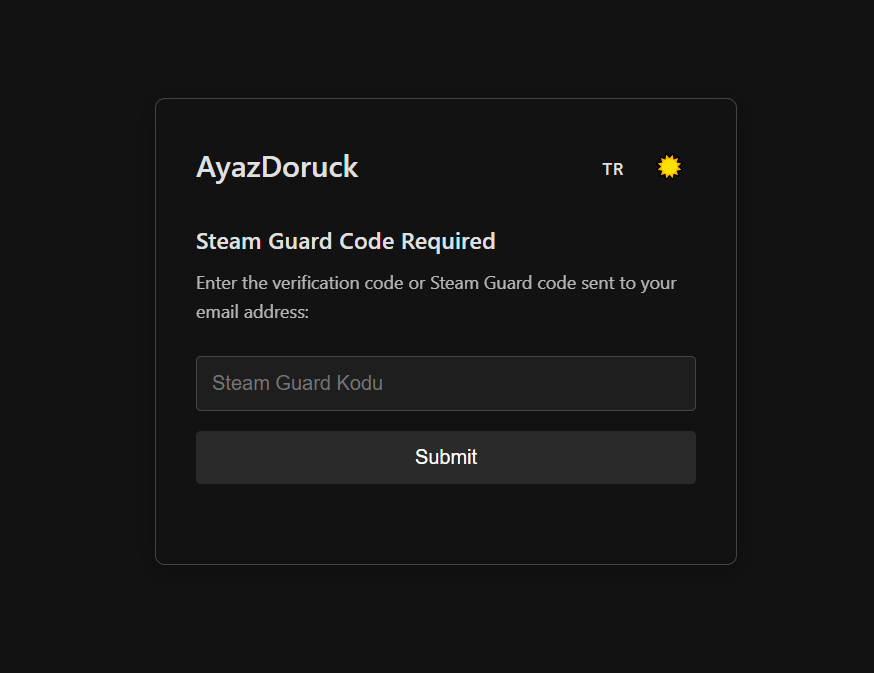 AyazDoruck
TR
Steam Guard Code Required
Enter the verification code or Steam Guard code sent to your
email address:
Steam Guard Kodu
Submit